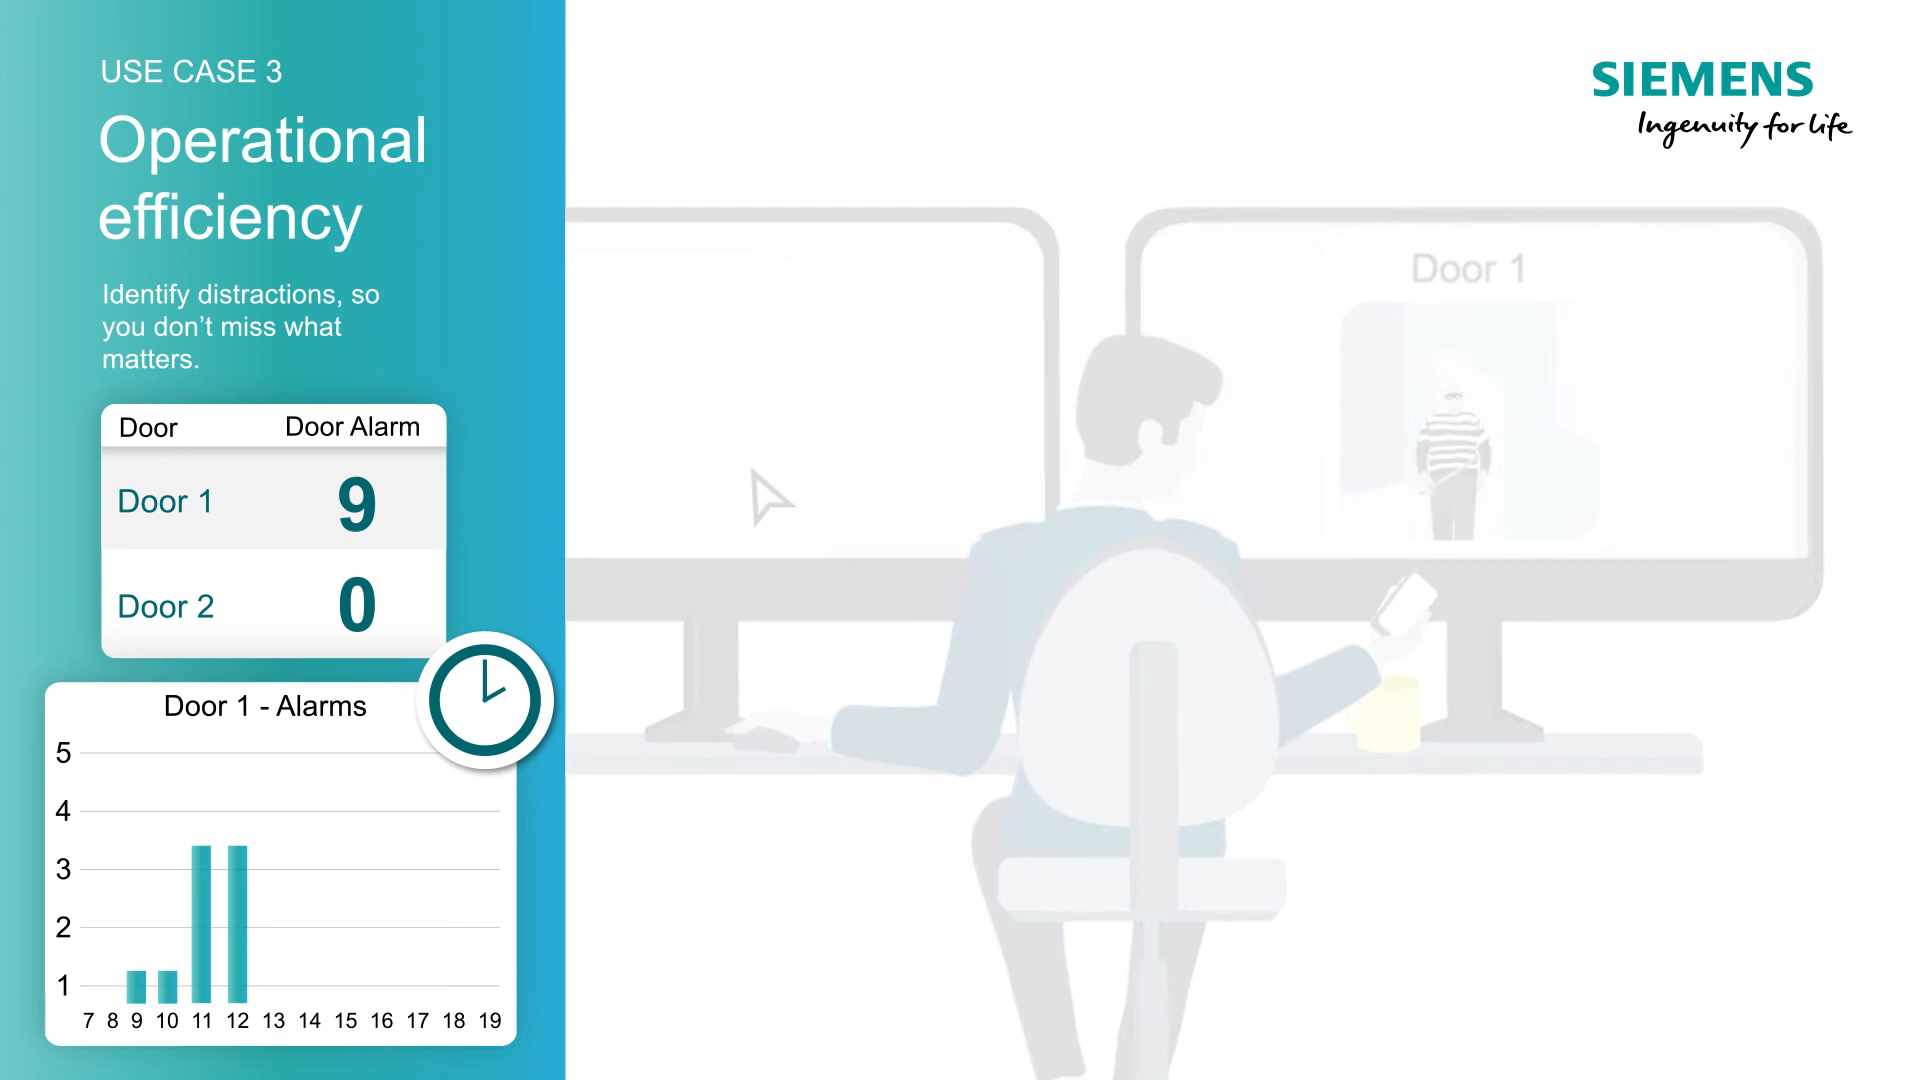 USE CASE 3
Operational
efficiency
Identify distractions, so
you don’t miss what
matters.
Door Door Alarm
Door 1 9
Door 2 0
Door 1 - Alarms
5
4
3
2
1
7 8 9 10 11 12 13 14 15 16 17 18 19
SIEMENS
Ingenuity for life
Door 1